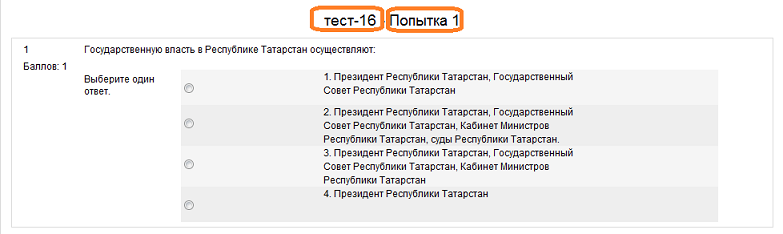 тест-16 - Попытка 1
1 Государственную власть в Республике Татарстан осуществляют:
Баллов: 1
Выберите один
ответ.
1. Президент Республики Татарстан, Государственный
Совет Республики Татарстан
2. Президент Республики Татарстан, Государственный
Совет Республики Татарстан, Кабинет Министров
Республики Татарстан, суды Республики Татарстан.
3. Президент Республики Татарстан, Государственный
Совет Республики Татарстан, Кабинет Министров
Республики Татарстан
4. Президент Республики Татарстан